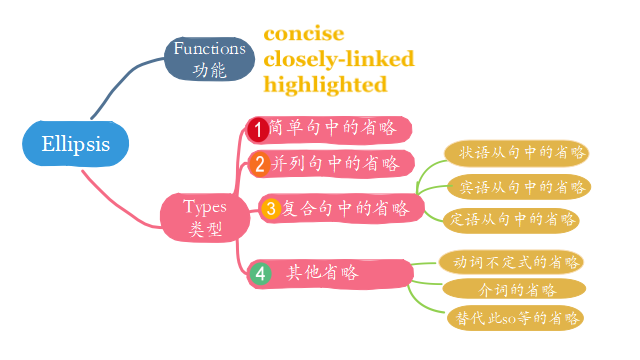 Ellipsis
Functions
功能
concise
closely-linked
highlighted
Types
类型
1 简单句中的省略
2 并列句中的省略
3 复合句中的省略
状语从句中的省略
宾语从句中的省略
定语从句中的省略
4 其他省略
动词不定式的省略
介词的省略
替代此so等的省略